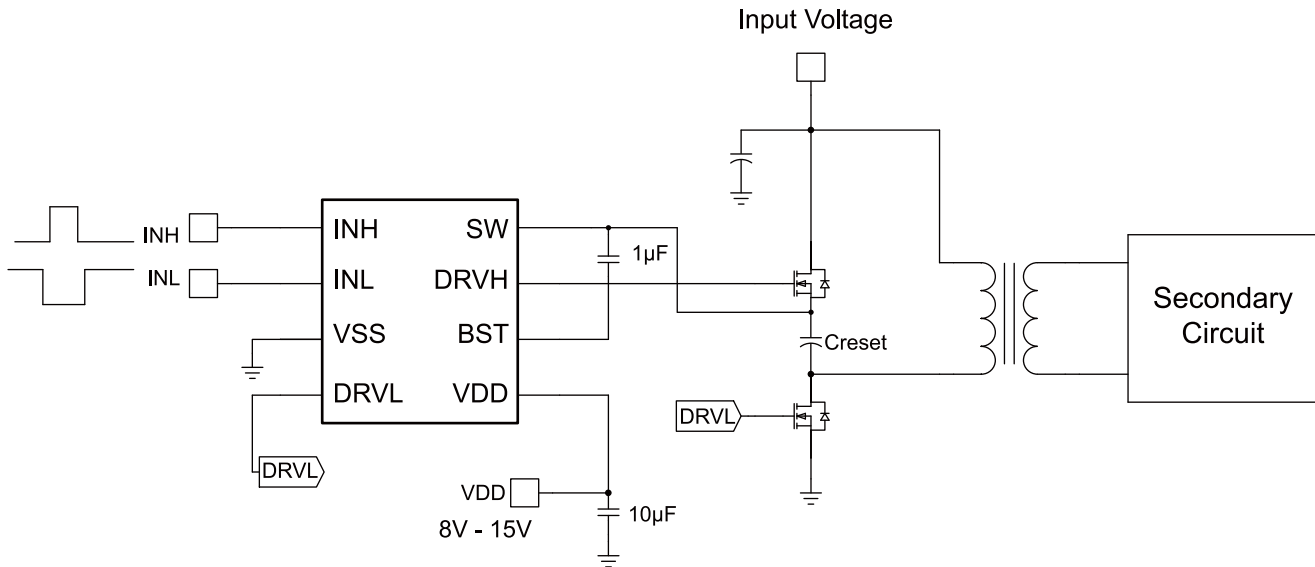 Input Voltage
INH
INH
SW
1µF
INL
INL
DRVH
VSS
BST
Creset
Secondary
Circuit
DRVL
VDD
DRVL
DRVL
VDD
8V - 15V
10µF